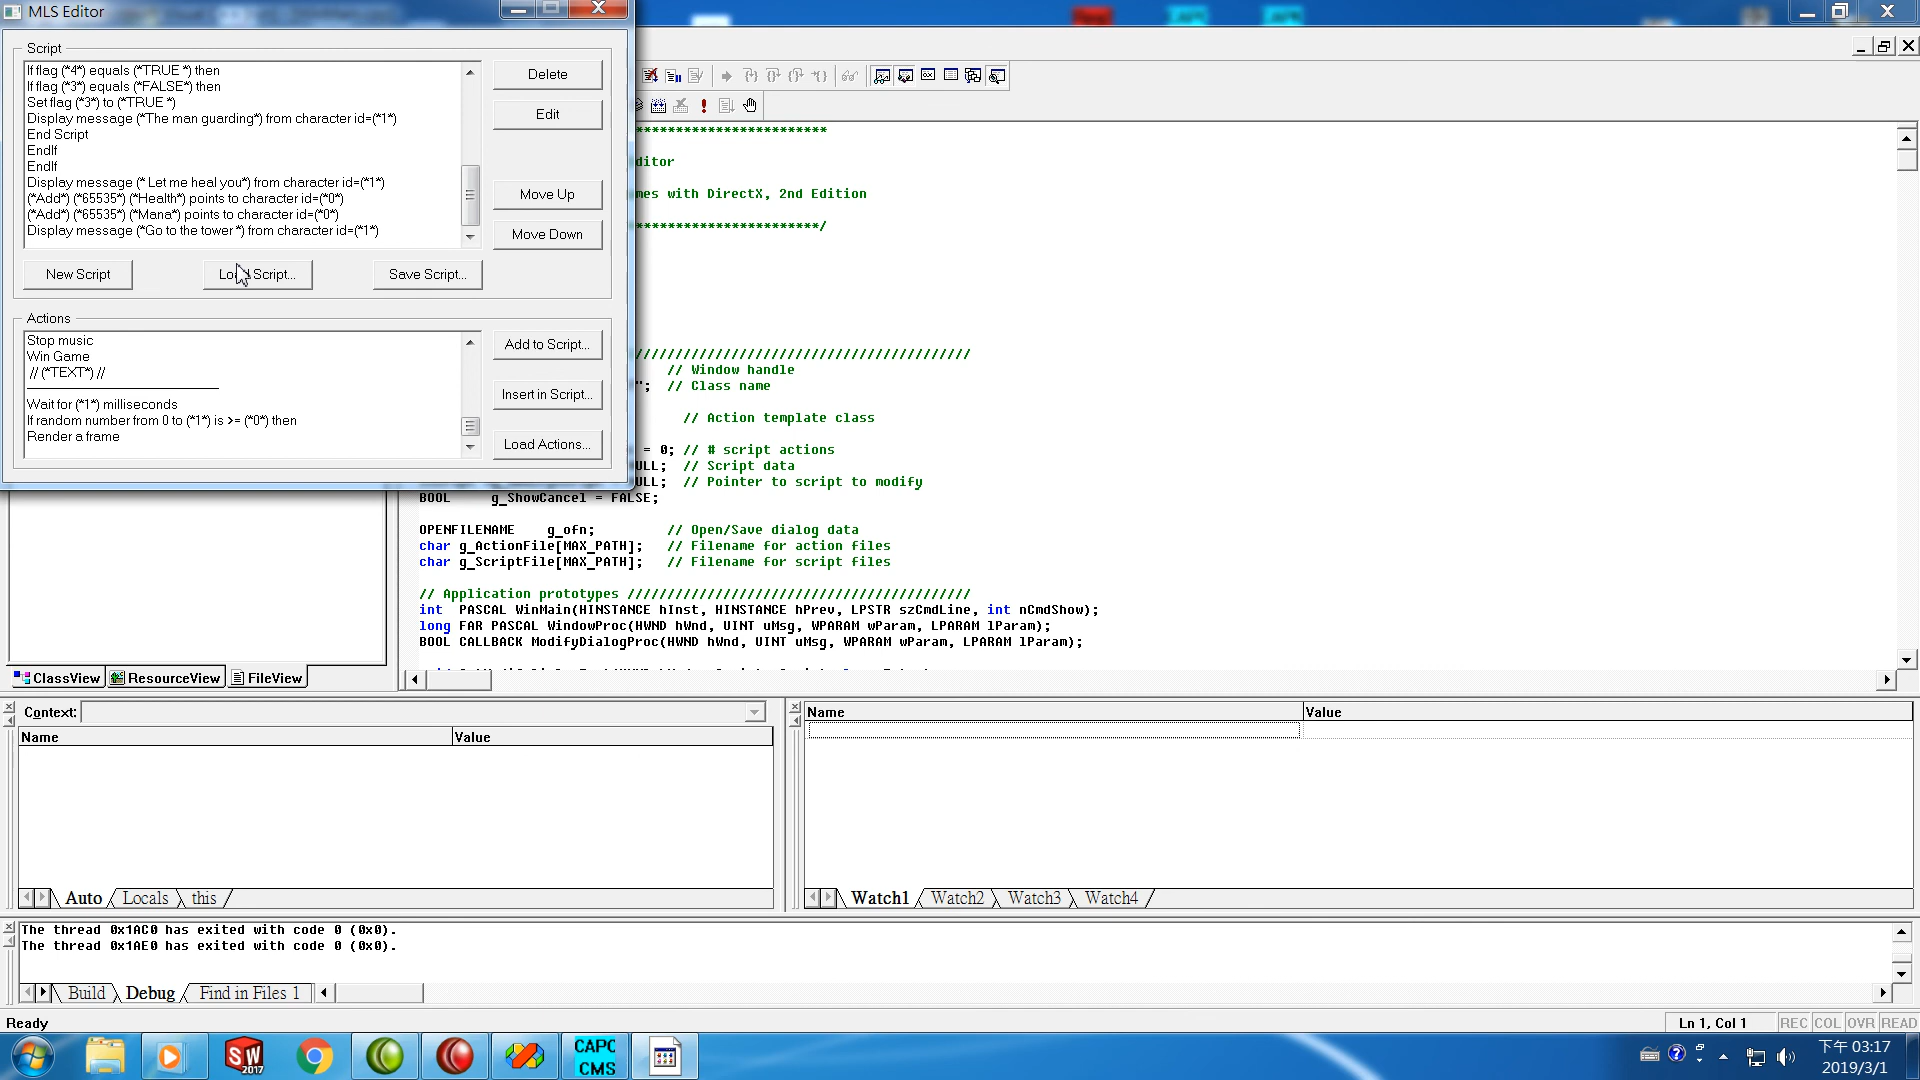 MLS Editor
Script
If flag (*4*) equals (*TRUE *) then
If flag (*3*) equals (*FALSE*) then
Set flag (*3*) to (*TRUE *)
Display message (*The man guarding*) from character id=(*1*)
End Script
EndIf
EndIf
Display message (* Let me heal you*) from character id=(*1*)
(*Add*) (*65535*) (*Health*) points to character id=(*0*)
(*Add*) (*65535*) (*Mana*) points to character id=(*0*)
Display message (*Go to the tower *) from character id=(*1*)
Delete
Edit
Move Up
Move Down
New Script
Load Script...
Save Script...
Actions
Stop music
Win Game
// (*TEXT*) //
Wait for (*1*) milliseconds
If random number from 0 to (*1*) is >= (*0*) then
Render a frame
Add to Script...
Insert in Script...
Load Actions...
************************
ditor
mes with DirectX, 2nd Edition
***********************/
//////////////////////////////////////////
// Window handle
"; // Class name
// Action template class
= 0; // # script actions
ULL; // Script data
ULL; // Pointer to script to modify
BOOL g_ShowCancel = FALSE;
OPENFILENAME g_ofn; // Open/Save dialog data
char g_ActionFile[MAX_PATH]; // Filename for action files
char g_ScriptFile[MAX_PATH]; // Filename for script files
// Application prototypes ///////////////////////////////////////////
int PASCAL WinMain(HINSTANCE hInst, HINSTANCE hPrev, LPSTR szCmdLine, int nCmdShow);
long FAR PASCAL WindowProc(HWND hWnd, UINT uMsg, WPARAM wParam, LPARAM lParam);
BOOL CALLBACK ModifyDialogProc(HWND hWnd, UINT uMsg, WPARAM wParam, LPARAM lParam);
ClassView ResourceView FileView
Context:
Name Value
Name Value
Auto Locals this
Watch1 Watch2 Watch3 Watch4
The thread 0x1AC0 has exited with code 0 (0x0).
The thread 0x1AE0 has exited with code 0 (0x0).
Build Debug Find in Files 1
Ready
Ln 1, Col 1 REC COL OVR READ
SW 2017
CAPC CMS
下午 03:17
2019/3/1